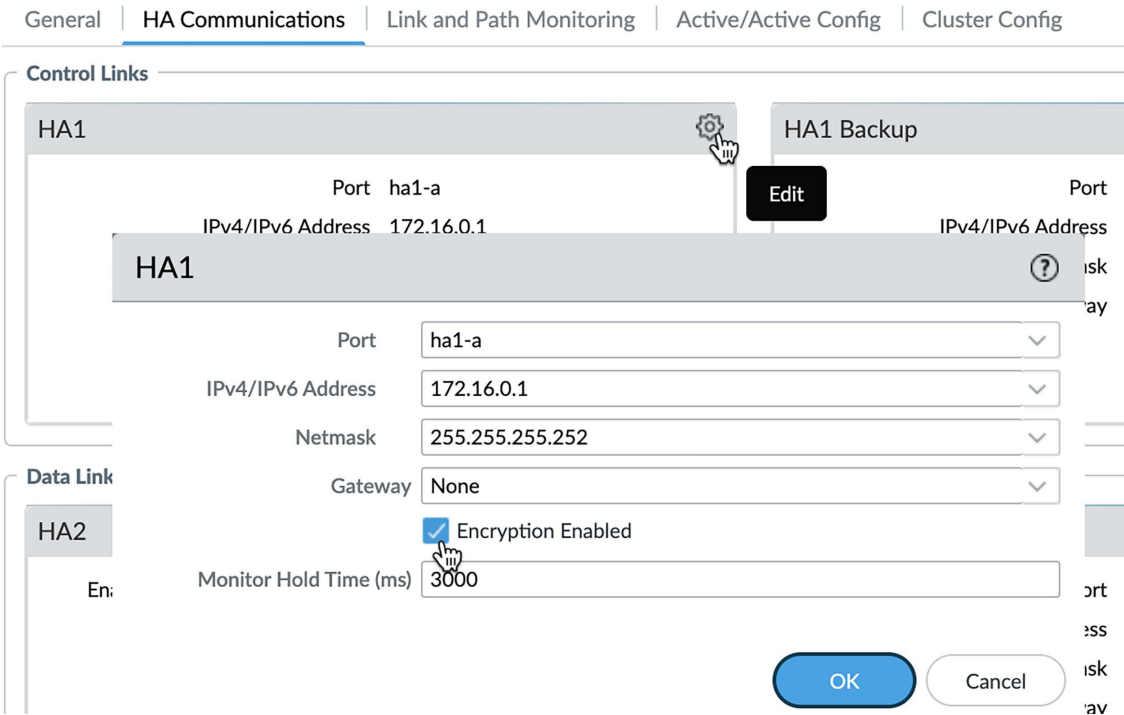 General HA Communications Link and Path Monitoring Active/Active Config Cluster Config
Control Links
HA1
HA1 Backup
Port ha1-a
Edit
Port
IPv4/IPv6 Address 172.16.0.1
IPv4/IPv6 Address
HA1
?
Port ha1-a
IPv4/IPv6 Address 172.16.0.1
Netmask 255.255.255.252
Gateway None
Data Link
HA2
Encryption Enabled
Monitor Hold Time (ms) 3000
OK Cancel